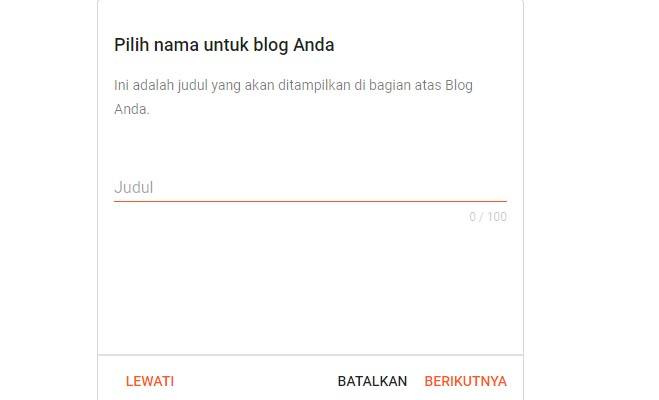 Pilih nama untuk blog Anda
Ini adalah judul yang akan ditampilkan di bagian atas Blog
Anda.
Judul
0 / 100
LEWATI BATALKAN BERIKUTNYA